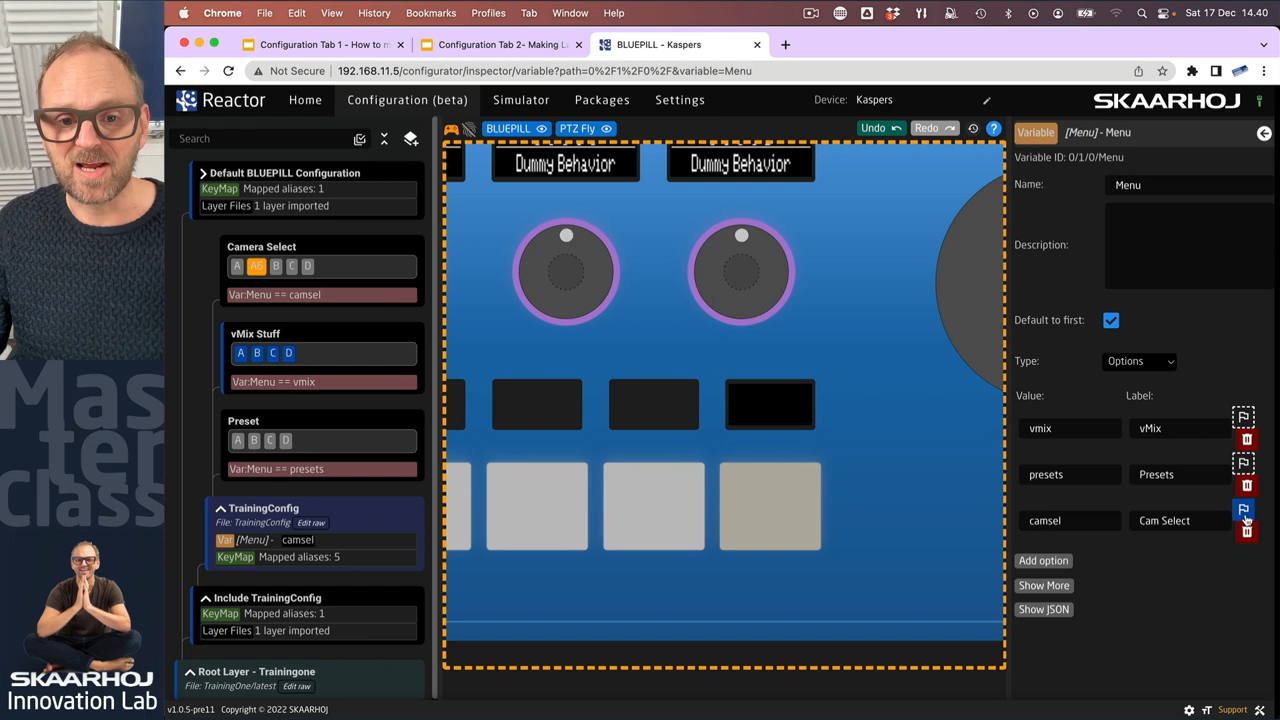 Chrome File Edit View History Bookmarks Profiles Tab Window Help Sat 17 Dec 14.40
Configuration Tab 1 - How to m Configuration Tab 2- Making L BLUEPILL - Kaspers
Not Secure 192.168.11.5/configurator/inspector/variable?path=0%2F1%2F0%2F&variable=Menu
Reactor Home Configuration (beta) Simulator Packages Settings Device: Kaspers SKAARHOJ
Search
Default BLUEPILL Configuration
KeyMap Mapped aliases: 1
Layer Files 1 layer imported
Camera Select
A A6 B C D
Var:Menu == camsel
vMix Stuff
A B C D
Var:Menu == vmix
Preset
A B C D
Var:Menu == presets
TrainingConfig
File: TrainingConfig Edit raw
Var [Menu] - camsel
KeyMap Mapped aliases: 5
Include TrainingConfig
KeyMap Mapped aliases: 1
Layer Files 1 layer imported
Root Layer - Trainingone
File: TrainingOne/latest Edit raw
BLUEPILL PTZ Fly Undo Redo ?
Dummy Behavior Dummy Behavior
Variable [Menu] - Menu
Variable ID: 0/1/0/Menu
Name: Menu
Description:
Default to first:
Type: Options
Value: Label:
vmix vMix
presets Presets
camsel Cam Select
Add option
Show More
Show JSON
Master
Class
SKAARHOJ
Innovation Lab
v1.0.5-pre11 Copyright © 2022 SKAARHOJ
Support